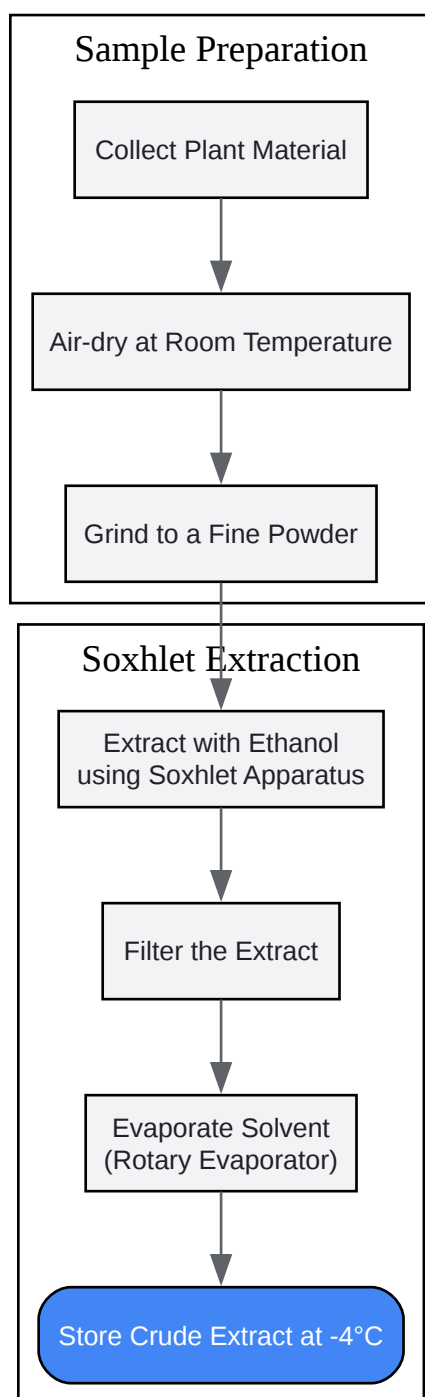 Sample Preparation
Collect Plant Material
Air-dry at Room Temperature
Grind to a Fine Powder
Soxhlet Extraction
Extract with Ethanol
using Soxhlet Apparatus
Filter the Extract
Evaporate Solvent
(Rotary Evaporator)
Store Crude Extract at -4°C